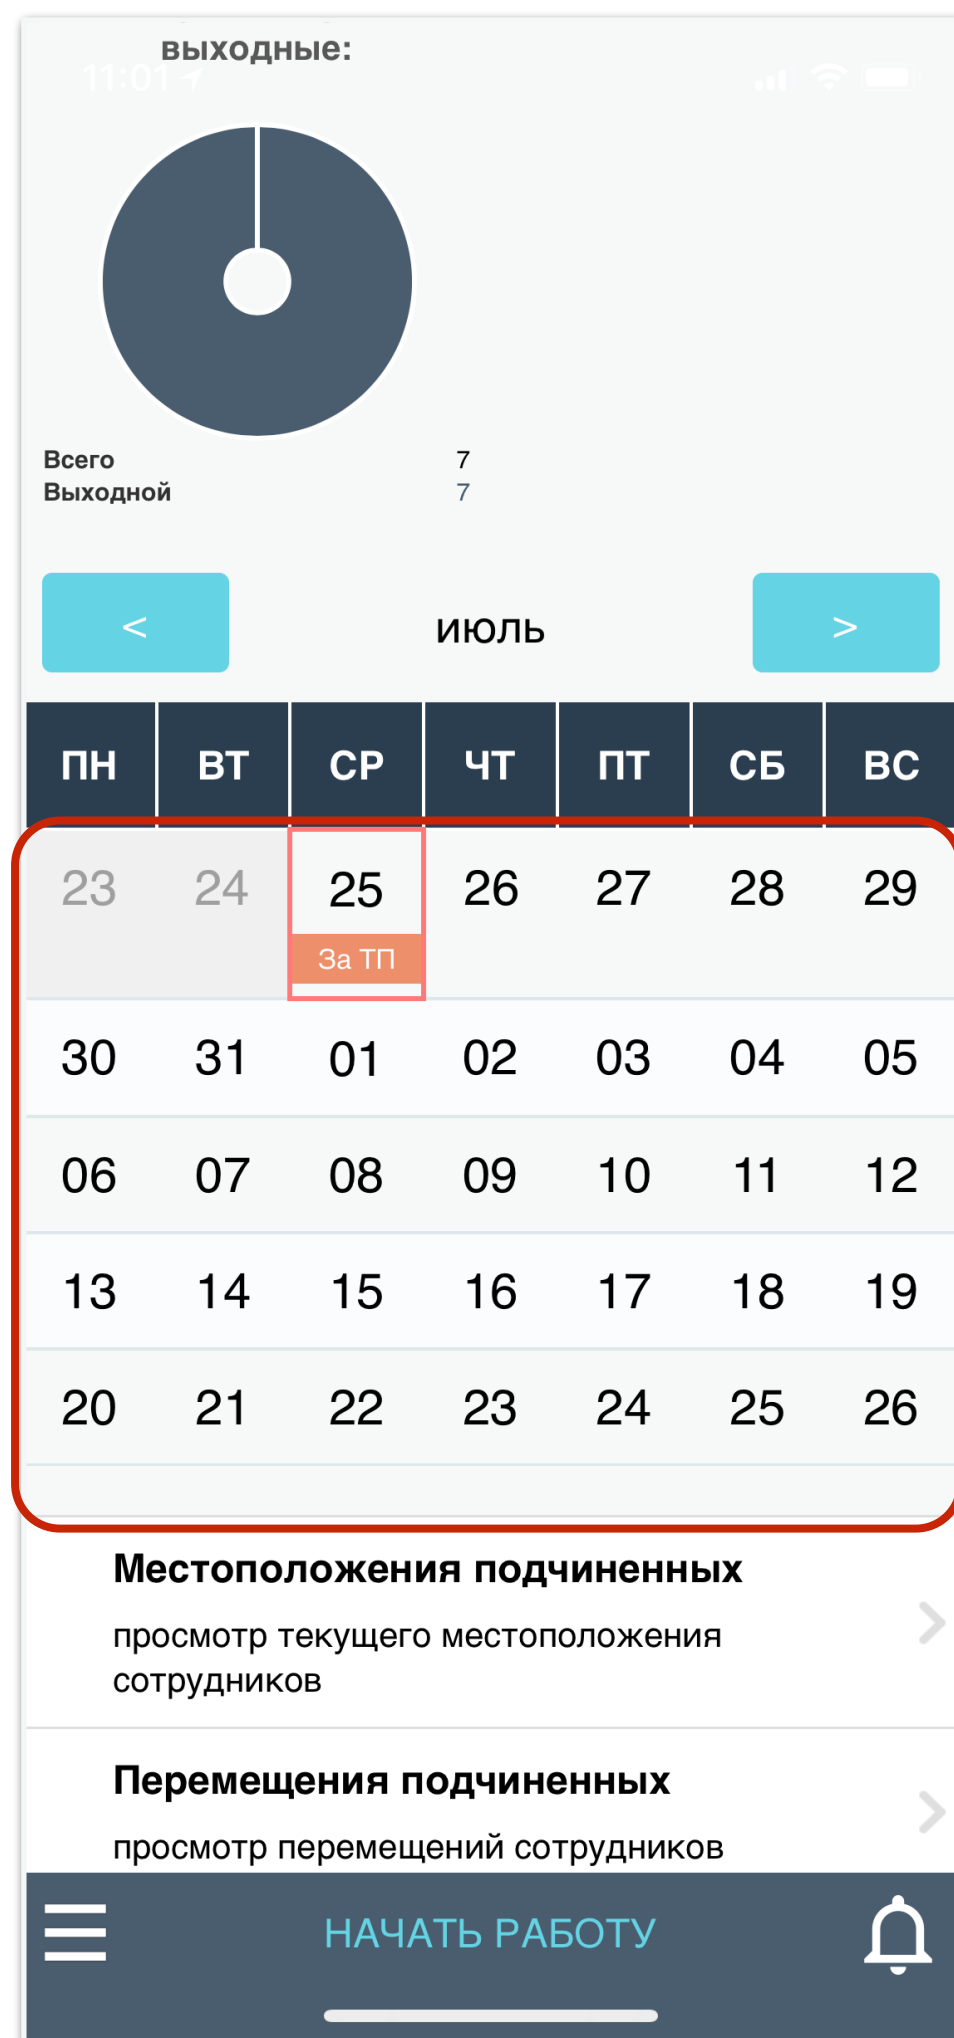 выходные:
11:01
Всего 7
Выходной 7
< июль >
ПН ВТ СР ЧТ ПТ СБ ВС
23 24 25 26 27 28 29
За ТП
30 31 01 02 03 04 05
06 07 08 09 10 11 12
13 14 15 16 17 18 19
20 21 22 23 24 25 26
Местоположения подчиненных
просмотр текущего местоположения
сотрудников
Перемещения подчиненных
просмотр перемещений сотрудников
НАЧАТЬ РАБОТУ